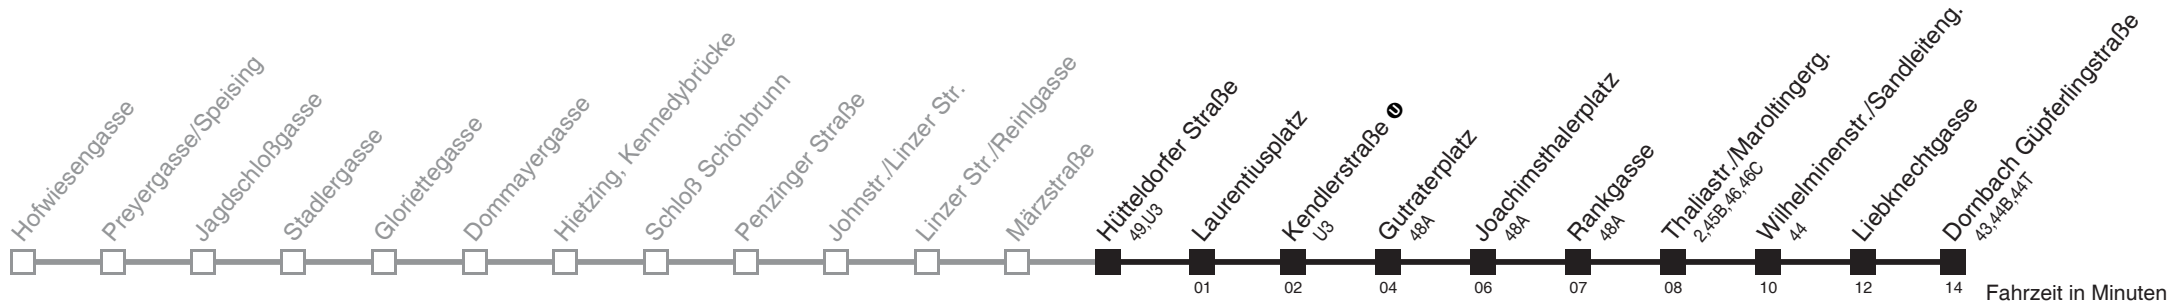 Hofwiesengasse
Preyergasse/Speising
Jagdschloßgasse
Stadlergasse
Gloriettegasse
Dommayergasse
Hietzing, Kennedybrücke
Schloß Schönbrunn
Penzinger Straße
Johnstr./Linzer Str.
Linzer Str./Reinlgasse
Märzstraße
Hütteldorfer Straße
49,U3
Laurentiusplatz
Kendlerstraße U
U3
Gutraterplatz
48A
Joachimsthalerplatz
48A
Rankgasse
48A
Thaliastr./Maroltingerg.
2,45B,46,46C
Wilhelminenstr./Sandleiteng.
44
Liebknechtgasse
Dornbach Güpferlingstraße
43,44B,44T
01 02 04 06 07 08 10 12 14 Fahrzeit in Minuten